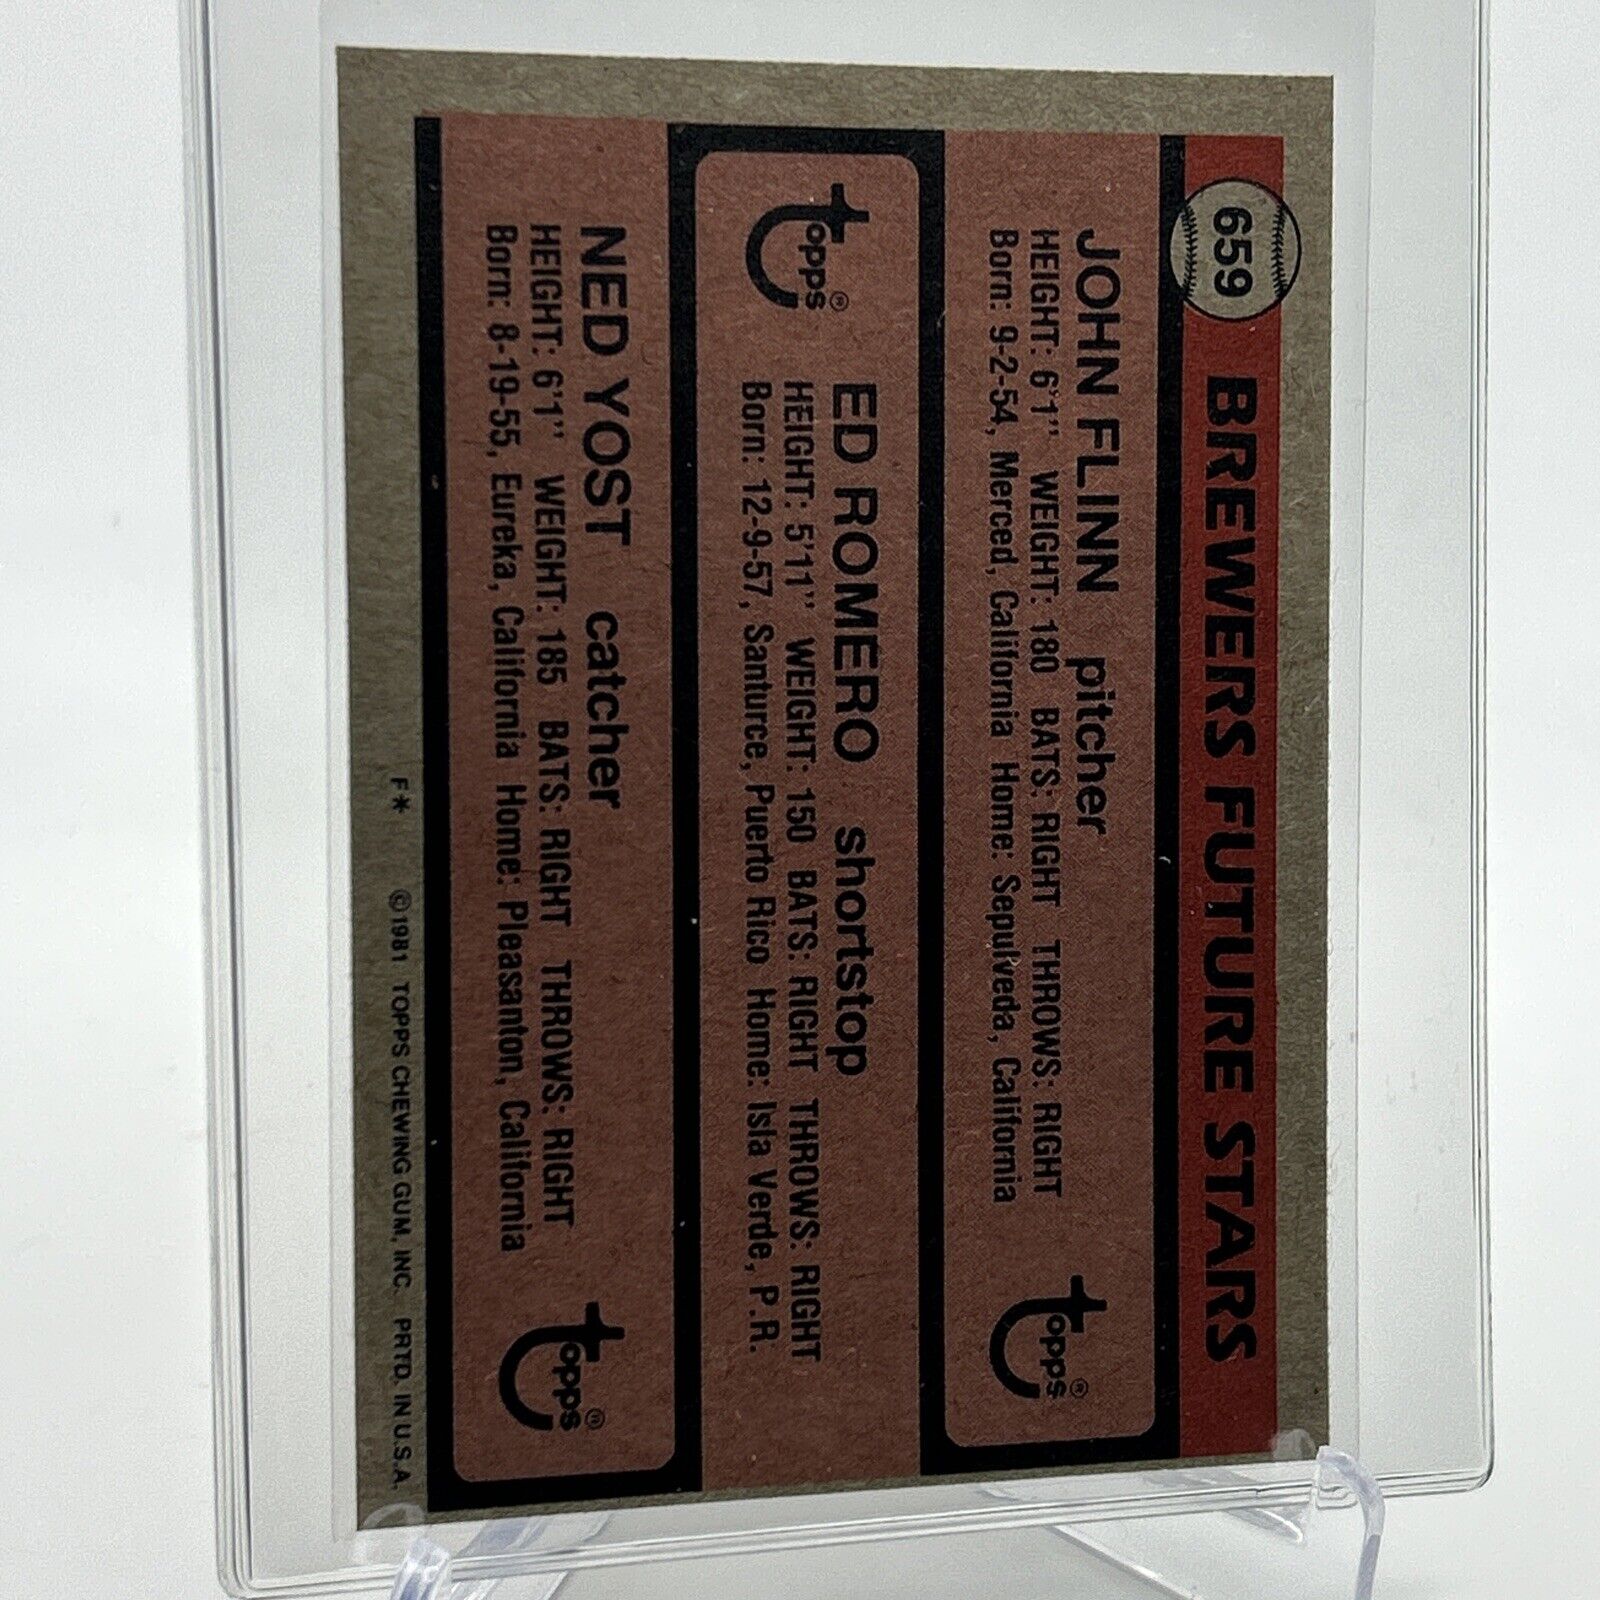 659 BREWERS FUTURE STARS
JOHN FLINN pitcher
HEIGHT: 6'1" WEIGHT: 180 BATS: RIGHT THROWS: RIGHT
Born: 9-2-54, Merced, California Home: Sepulveda, California
Topps®
Topps®
ED ROMERO shortstop
HEIGHT: 5'11" WEIGHT: 150 BATS: RIGHT THROWS: RIGHT
Born: 12-9-57, Santurce, Puerto Rico Home: Isla Verde, P.R.
NED YOST catcher
HEIGHT: 6'1" WEIGHT: 185 BATS: RIGHT THROWS: RIGHT
Born: 8-19-55, Eureka, California Home: Pleasanton, California
Topps®
F* ©1981 TOPPS CHEWING GUM, INC. PRTD. IN U.S.A.